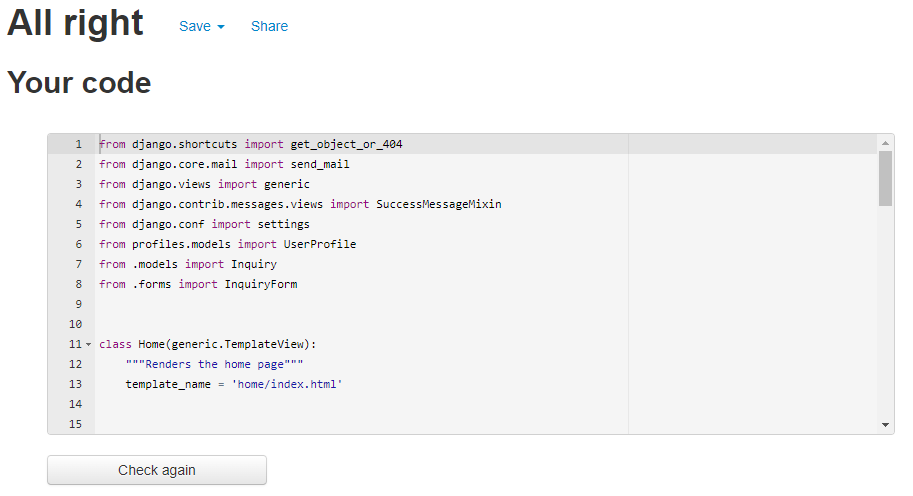 All right Save Share
Your code
1 from django.shortcuts import get_object_or_404
2 from django.core.mail import send_mail
3 from django.views import generic
4 from django.contrib.messages.views import SuccessMessageMixin
5 from django.conf import settings
6 from profiles.models import UserProfile
7 from .models import Inquiry
8 from .forms import InquiryForm
9
10
11 class Home(generic.TemplateView):
12     """Renders the home page"""
13     template_name = 'home/index.html'
14
15
Check again